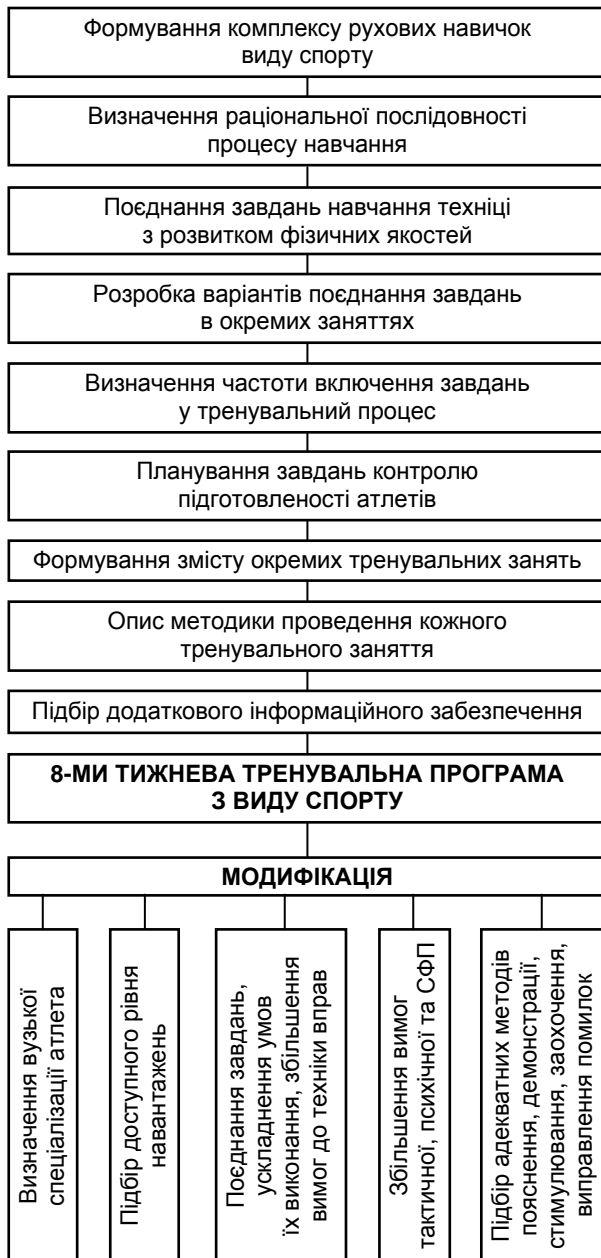 Формування комплексу рухових навичок
виду спорту
Визначення раціональної послідовності
процесу навчання
Поєднання завдань навчання техніці
з розвитком фізичних якостей
Розробка варіантів поєднання завдань
в окремих заняттях
Визначення частоти включення завдань
у тренувальний процес
Планування завдань контролю
підготовленості атлетів
Формування змісту окремих тренувальних занять
Опис методики проведення кожного
тренувального заняття
Підбір додаткового інформаційного забезпечення
8-МИ ТИЖНЕВА ТРЕНУВАЛЬНА ПРОГРАМА
З ВИДУ СПОРТУ
МОДИФІКАЦІЯ
Визначення вузької
спеціалізації атлета
Підбір доступного рівня
навантажень
Поєднання завдань,
ускладнення умов
їх виконання, збільшення
вимог до техніки вправ
Збільшення вимог
тактичної, психічної та СФП
Підбір адекватних методів
пояснення, демонстрації,
стимулювання, заохочення,
виправлення помилок